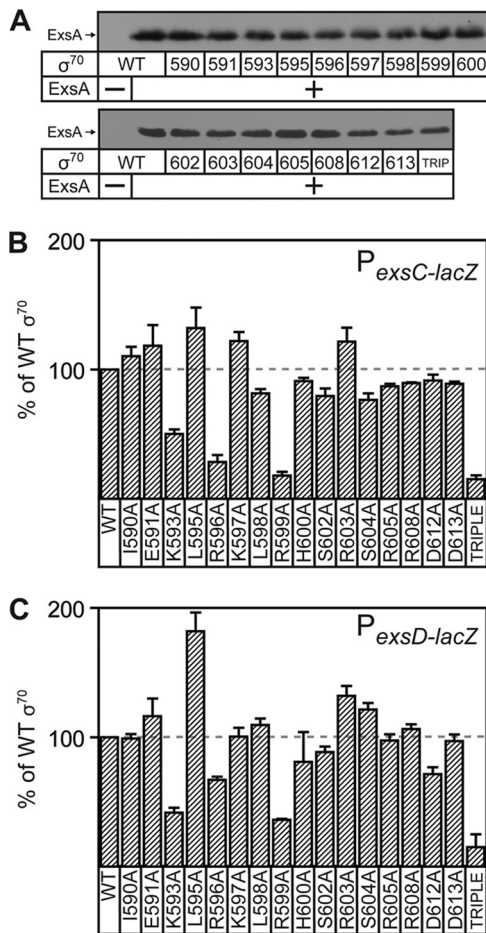 A
ExsA→
σ⁷⁰ WT 590 591 593 595 596 597 598 599 600
ExsA − +
ExsA→
σ⁷⁰ WT 602 603 604 605 608 612 613 TRIP
ExsA − +
B
200
P exsC-lacZ
100
% of WT σ⁷⁰
WT I590A E591A K593A L595A R596A K597A L598A R599A H600A S602A R603A S604A R605A R608A D612A D613A TRIPLE
C
200
P exsD-lacZ
100
% of WT σ⁷⁰
WT I590A E591A K593A L595A R596A K597A L598A R599A H600A S602A R603A S604A R605A R608A D612A D613A TRIPLE